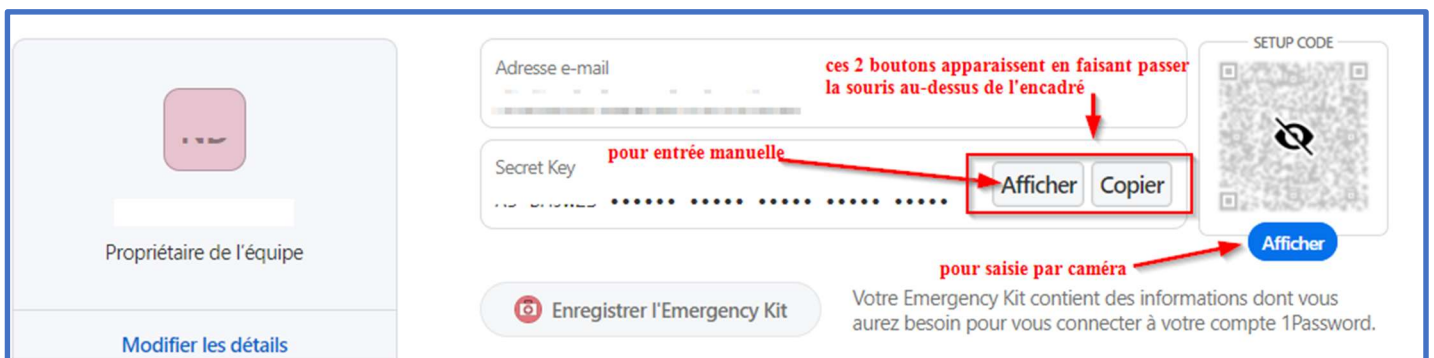 SETUP CODE
Adresse e-mail
ces 2 boutons apparaissent en faisant passer
la souris au-dessus de l'encadré
Secret Key
pour entrée manuelle
Afficher
Copier
Propriétaire de l'équipe
Afficher
pour saisie par caméra
Enregistrer l'Emergency Kit
Votre Emergency Kit contient des informations dont vous
aurez besoin pour vous connecter à votre compte 1Password.
Modifier les détails